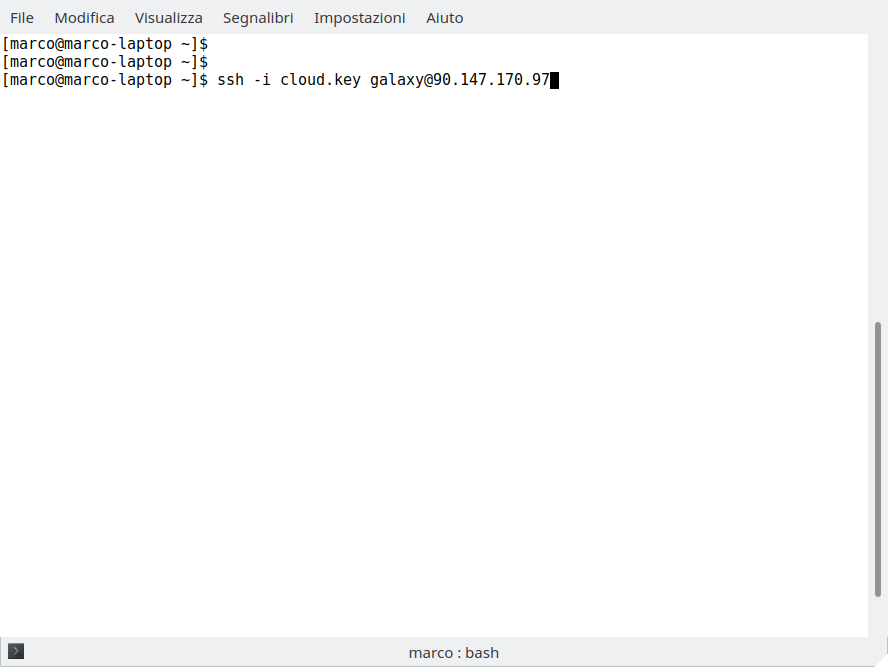 File Modifica Visualizza Segnalibri Impostazioni Aiuto
[marco@marco-laptop ~]$
[marco@marco-laptop ~]$
[marco@marco-laptop ~]$ ssh -i cloud.key galaxy@90.147.170.97
marco : bash